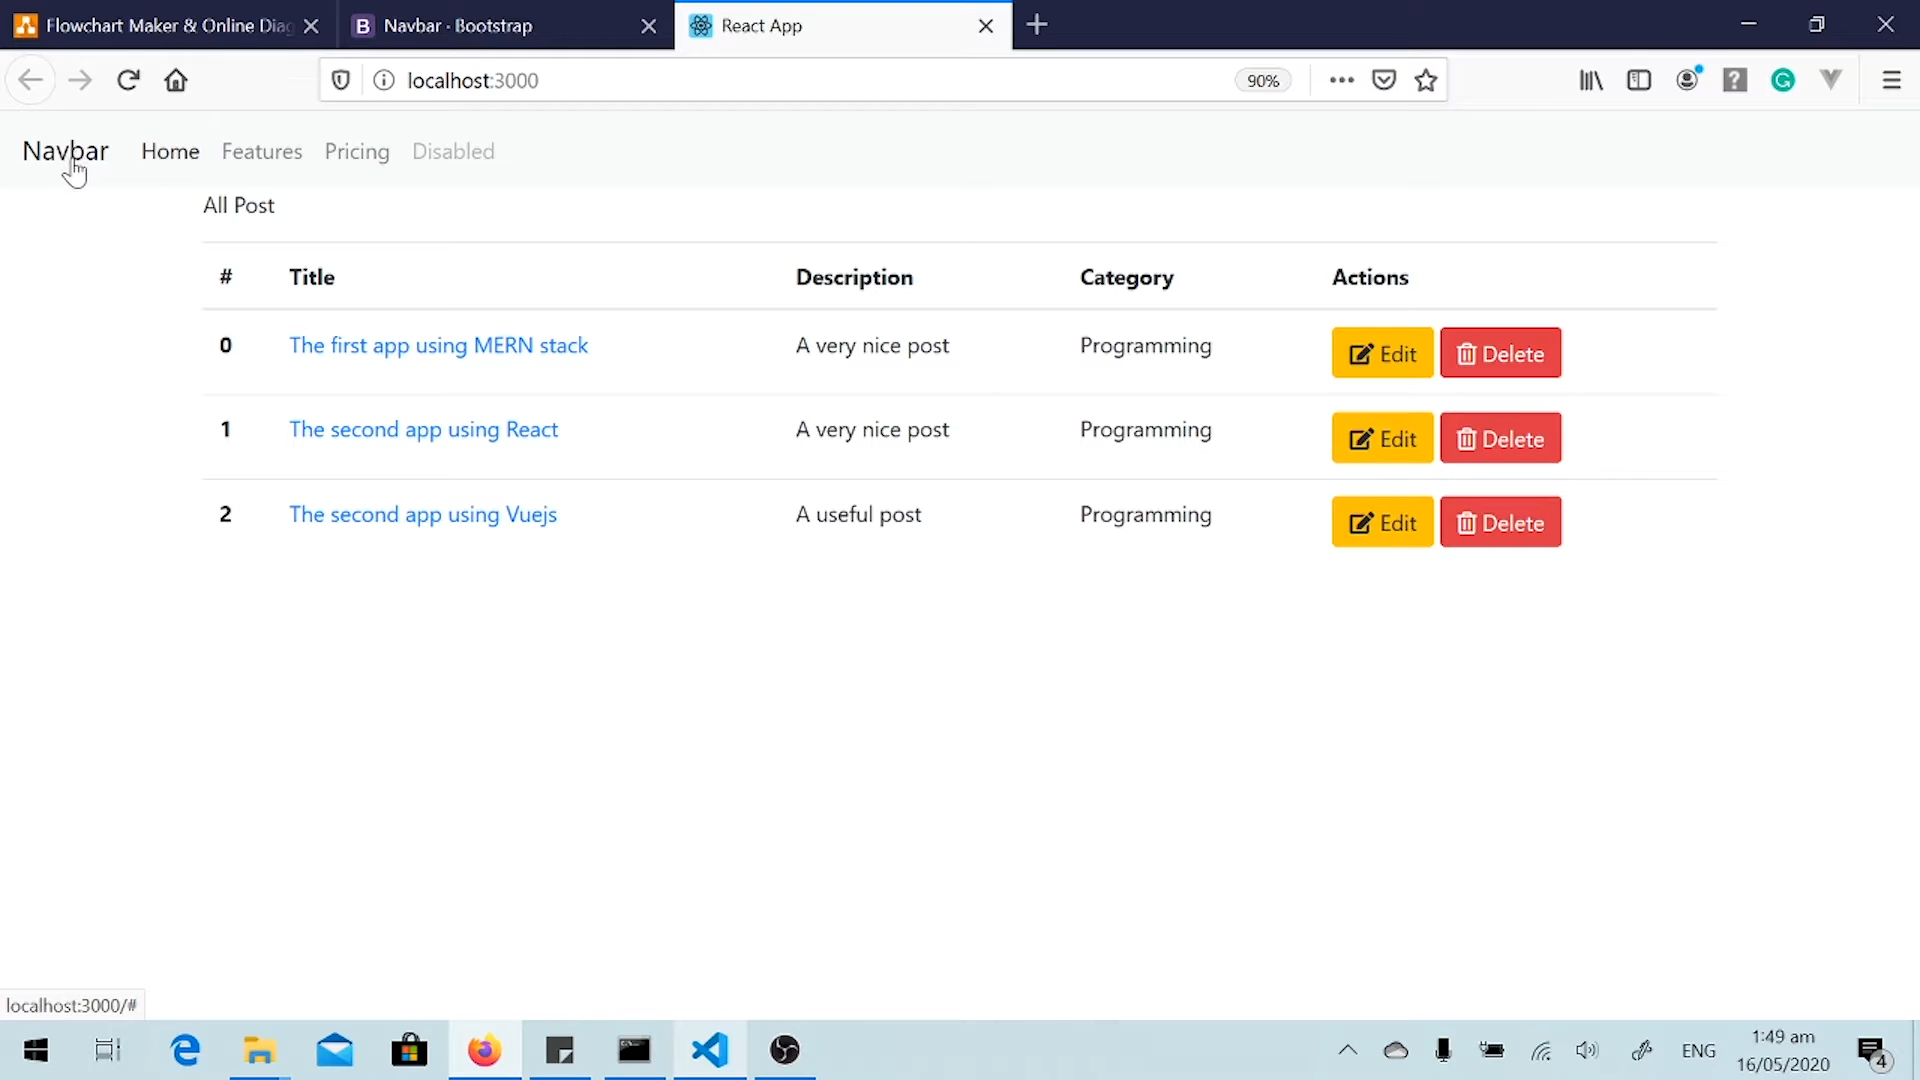 Flowchart Maker & Online Diag
Navbar · Bootstrap
React App
localhost:3000
90%
Navbar Home Features Pricing Disabled
All Post
# Title Description Category Actions
0 The first app using MERN stack A very nice post Programming Edit Delete
1 The second app using React A very nice post Programming Edit Delete
2 The second app using Vuejs A useful post Programming Edit Delete
localhost:3000/#
ENG
1:49 am
16/05/2020
4